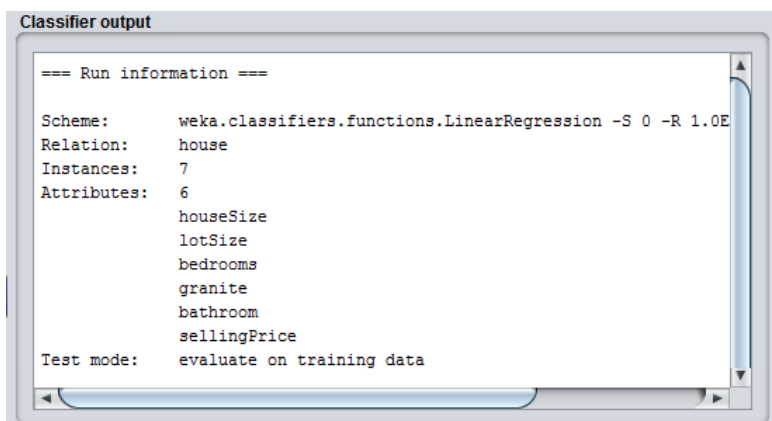 Classifier output
=== Run information ===
Scheme: weka.classifiers.functions.LinearRegression -S 0 -R 1.0E
Relation: house
Instances: 7
Attributes: 6
houseSize
lotSize
bedrooms
granite
bathroom
sellingPrice
Test mode: evaluate on training data